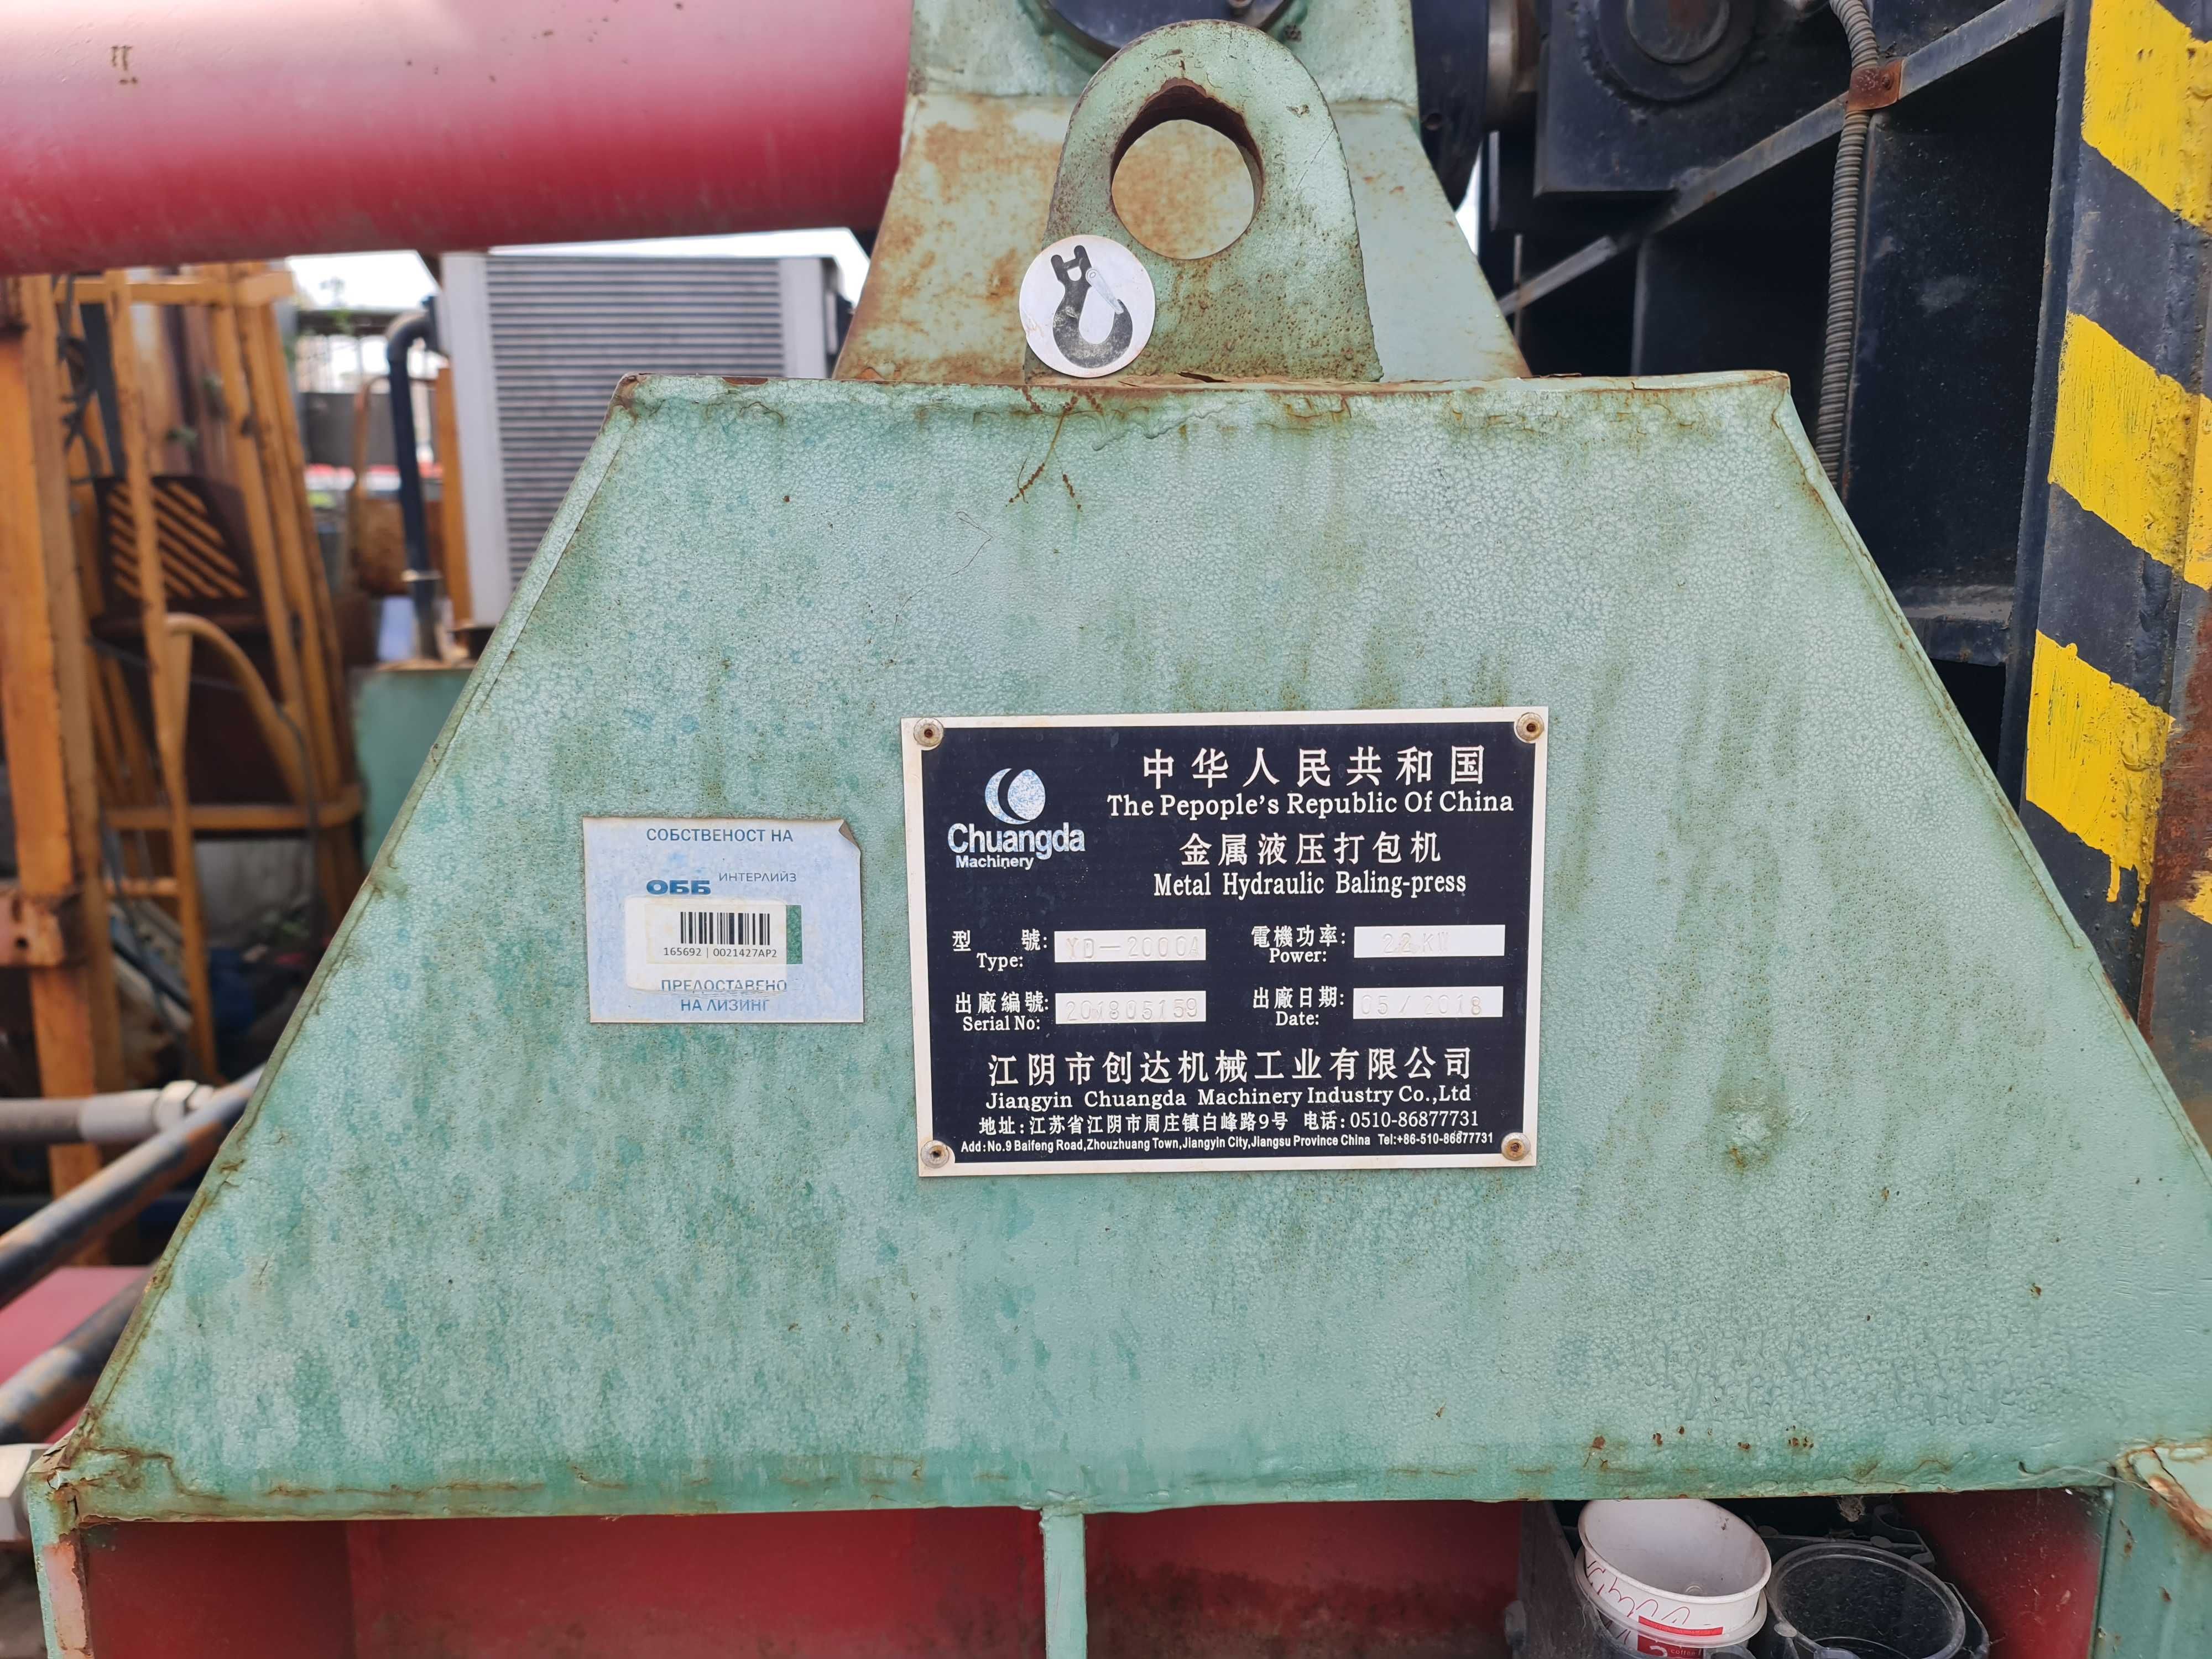 СОБСТВЕНОСТ НА
ОББ ИНТЕРЛИЙЗ
165692 | 0021427AP2
ПРЕДОСТАВЕНО
НА ЛИЗИНГ
Chuangda
Machinery
中华人民共和国
The Pepople's Republic Of China
金属液压打包机
Metal Hydraulic Baling-press
型 號:
Type:
YD-2000A
電機功率:
Power:
22KW
出廠編號:
Serial No:
201805159
出廠日期:
Date:
05/2018
江阴市创达机械工业有限公司
Jiangyin Chuangda Machinery Industry Co.,Ltd
地址:江苏省江阴市周庄镇白峰路9号 电话:0510-86877731
Add:No.9 Baifeng Road,Zhouzhuang Town,Jiangyin City,Jiangsu Province China Tel:+86-510-86877731